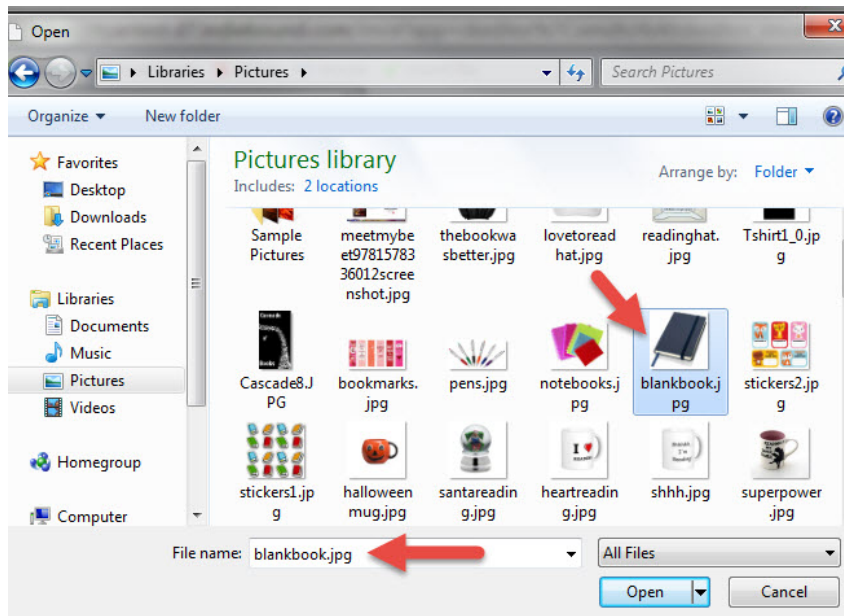 Open
Libraries
Pictures
Search Pictures
Organize
New folder
Favorites
Desktop
Downloads
Recent Places
Libraries
Documents
Music
Pictures
Videos
Homegroup
Computer
Pictures library
Includes: 2 locations
Arrange by: Folder
Sample
Pictures
meetmybe
et97815783
36012scree
nshot.jpg
thebookwa
sbetter.jpg
lovetoread
hat.jpg
readinghat.
jpg
Tshirt1_0.jp
g
Cascade8.J
PG
bookmarks.
jpg
pens.jpg
notebooks.j
pg
blankbook.j
pg
stickers2.jp
g
stickers1.jp
g
halloween
mug.jpg
santareadin
g.jpg
I ♥
heartreadin
g.jpg
shhh.jpg
superpower
.jpg
File name: blankbook.jpg
All Files
Open
Cancel